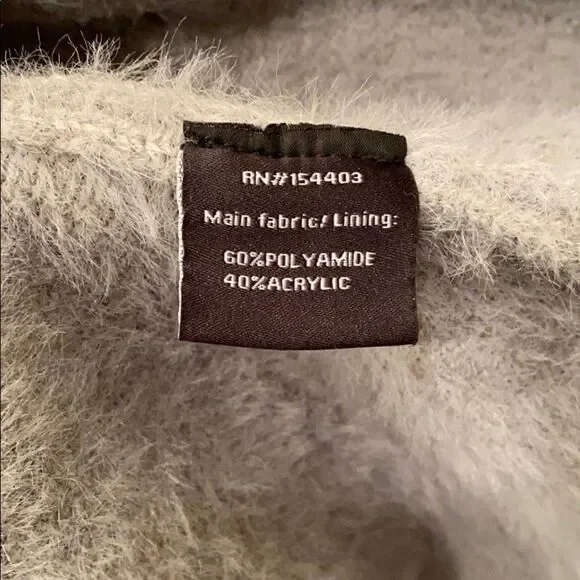 RN#154403
Main fabric/ Lining:
60%POLYAMIDE
40%ACRYLIC